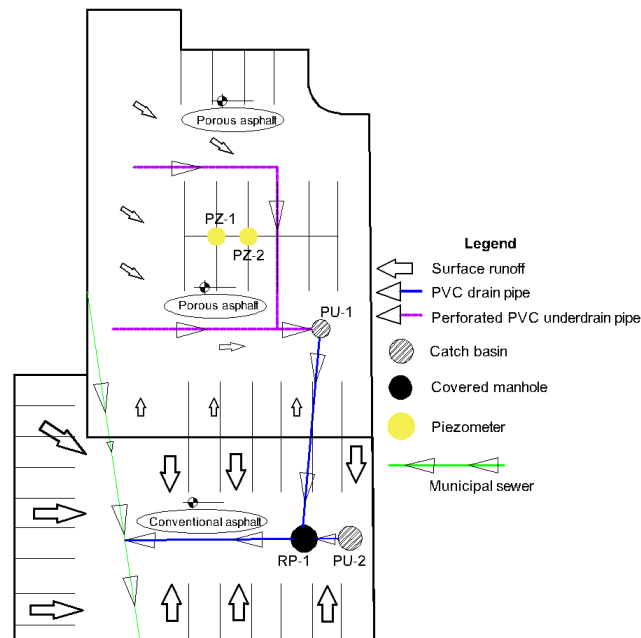 Porous asphalt
PZ-1
PZ-2
Porous asphalt
PU-1
Conventional asphalt
RP-1
PU-2
Legend
Surface runoff
PVC drain pipe
Perforated PVC underdrain pipe
Catch basin
Covered manhole
Piezometer
Municipal sewer